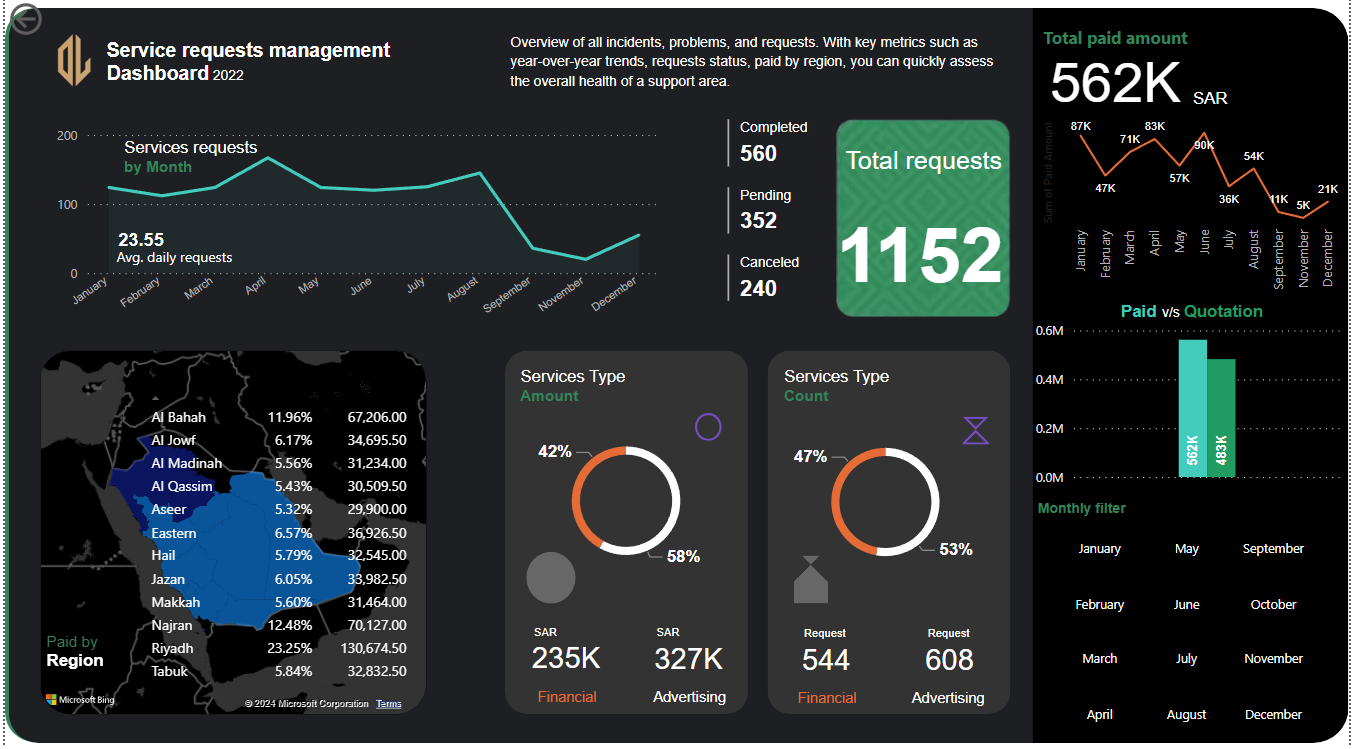 Service requests management
Dashboard 2022
Overview of all incidents, problems, and requests. With key metrics such as
year-over-year trends, requests status, paid by region, you can quickly assess
the overall health of a support area.
200
100
0
Services requests
by Month
23.55
Avg. daily requests
January
February
March
April
May
June
July
August
September
November
December
Completed
560
Pending
352
Canceled
240
Total requests
1152
Al Bahah 11.96% 67,206.00
Al Jowf 6.17% 34,695.50
Al Madinah 5.56% 31,234.00
Al Qassim 5.43% 30,509.50
Aseer 5.32% 29,900.00
Eastern 6.57% 36,926.50
Hail 5.79% 32,545.00
Jazan 6.05% 33,982.50
Makkah 5.60% 31,464.00
Najran 12.48% 70,127.00
Riyadh 23.25% 130,674.50
Tabuk 5.84% 32,832.50
Paid by
Region
Microsoft Bing
© 2024 Microsoft Corporation Terms
Services Type
Amount
42%
58%
SAR SAR
235K 327K
Financial Advertising
Services Type
Count
47%
53%
Request Request
544 608
Financial Advertising
Total paid amount
562K SAR
Sum of Paid Amount
87K
47K
71K
83K
57K
90K
36K
54K
11K
5K
21K
January
February
March
April
May
June
July
August
September
November
December
Paid v/s Quotation
0.6M
0.4M
0.2M
0.0M
562K
483K
Monthly filter
January May September
February June October
March July November
April August December